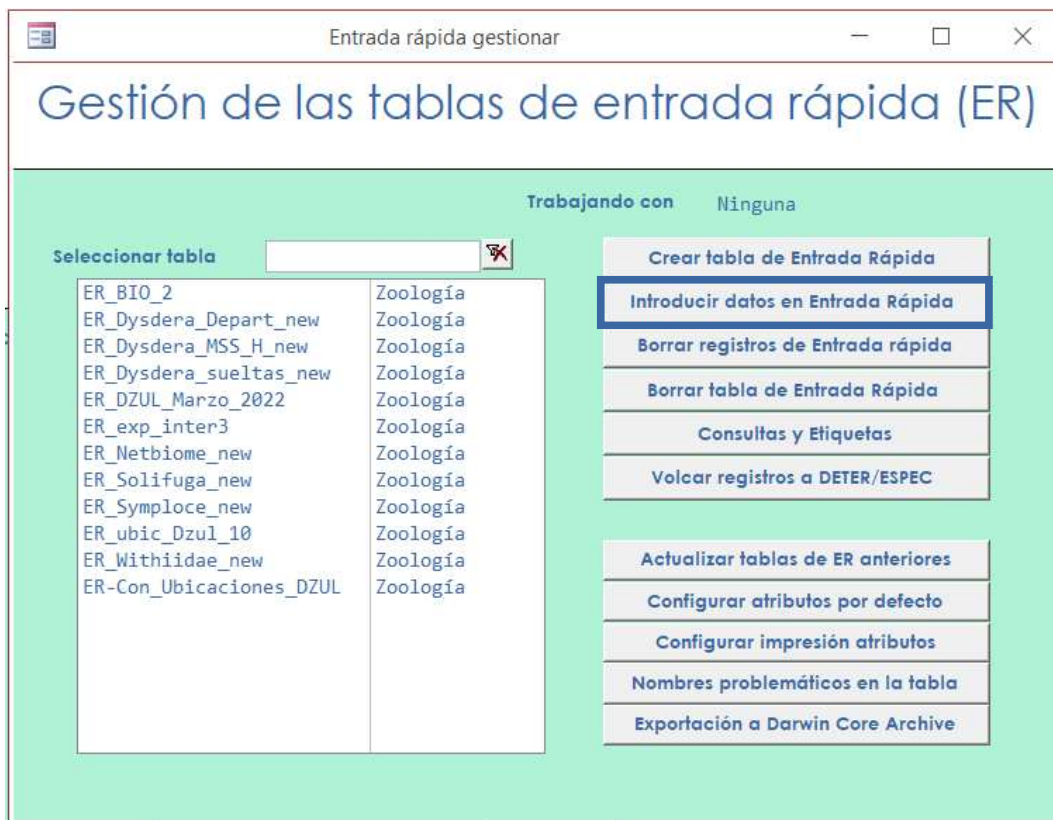 Entrada rápida gestionar
Gestión de las tablas de entrada rápida (ER)
Trabajando con Ninguna
Seleccionar tabla
ER_BIO_2 Zoología
ER_Dysdera_Depart_new Zoología
ER_Dysdera_MSS_H_new Zoología
ER_Dysdera_sueltas_new Zoología
ER_DZUL_Marzo_2022 Zoología
ER_exp_inter3 Zoología
ER_Netbiome_new Zoología
ER_Solifuga_new Zoología
ER_Symploce_new Zoología
ER_ubic_Dzul_10 Zoología
ER_Withiidae_new Zoología
ER-Con_Ubicaciones_DZUL Zoología
Crear tabla de Entrada Rápida
Introducir datos en Entrada Rápida
Borrar registros de Entrada rápida
Borrar tabla de Entrada Rápida
Consultas y Etiquetas
Volcar registros a DETER/ESPEC
Actualizar tablas de ER anteriores
Configurar atributos por defecto
Configurar impresión atributos
Nombres problemáticos en la tabla
Exportación a Darwin Core Archive